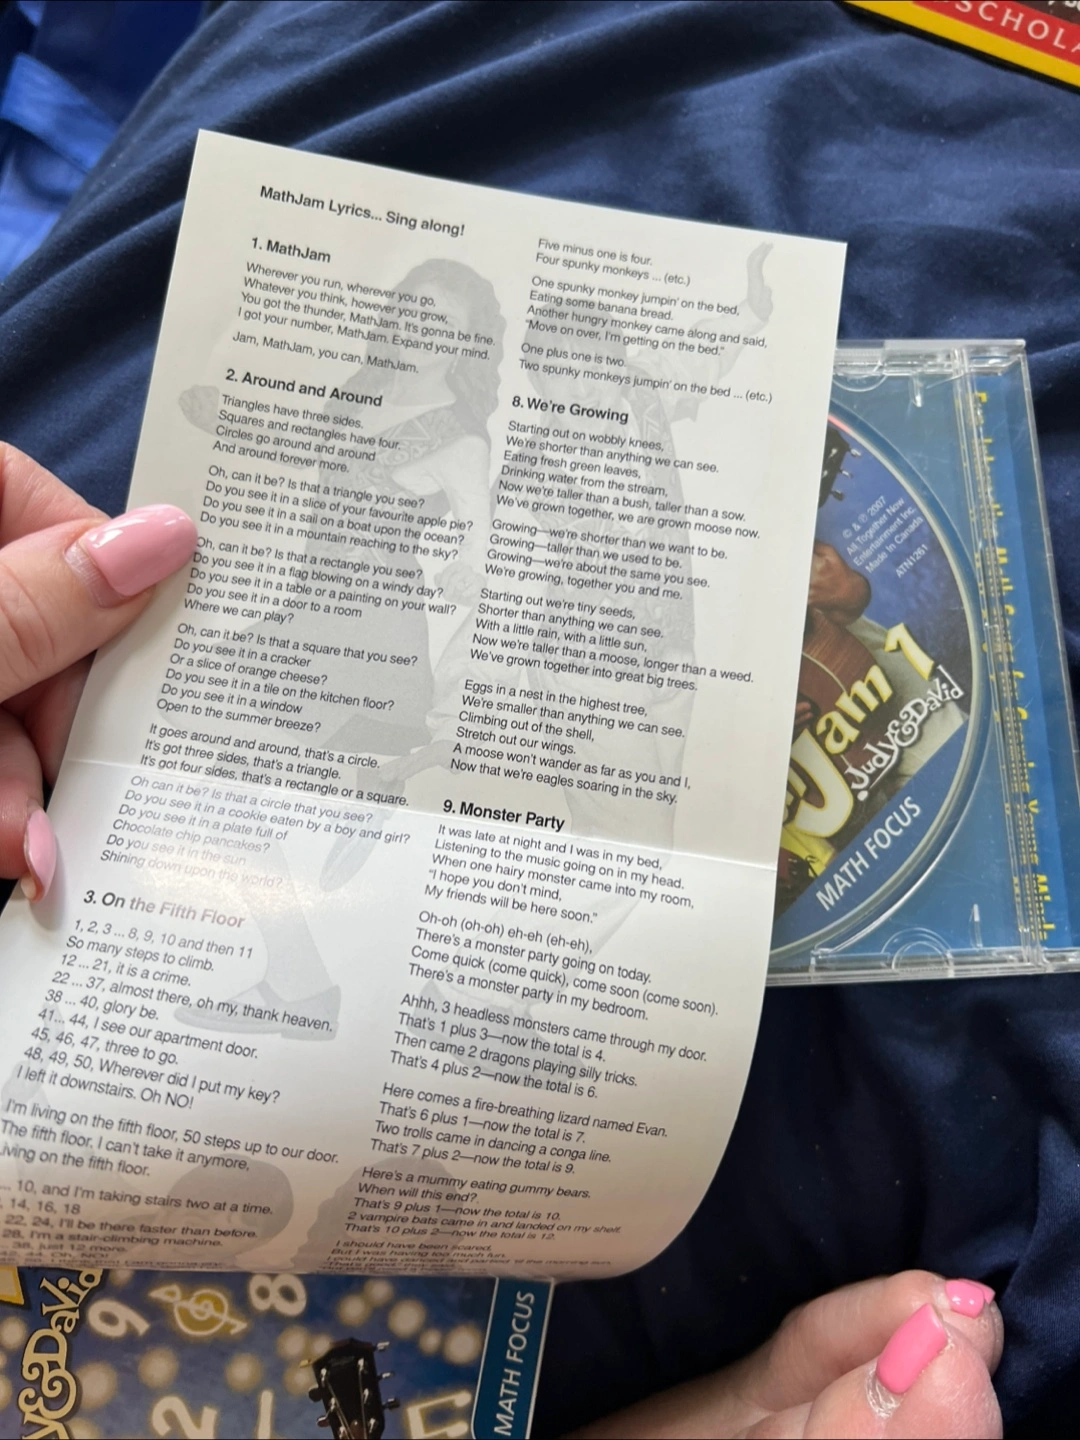 SCHOLA
MathJam Lyrics... Sing along!
1. MathJam
Wherever you run, wherever you go,
Whatever you think, however you grow,
You got the thunder, MathJam. It's gonna be fine.
I got your number, MathJam. Expand your mind.
Jam, MathJam, you can, MathJam.
2. Around and Around
Triangles have three sides.
Squares and rectangles have four.
Circles go around and around
And around forever more.
Oh, can it be? Is that a triangle you see?
Do you see it in a slice of your favourite apple pie?
Do you see it in a sail on a boat upon the ocean?
Do you see it in a mountain reaching to the sky?
Oh, can it be? Is that a rectangle you see?
Do you see it in a flag blowing on a windy day?
Do you see it in a table or a painting on your wall?
Do you see it in a door to a room
Where we can play?
Oh, can it be? Is that a square that you see?
Do you see it in a cracker
Or a slice of orange cheese?
Do you see it in a tile on the kitchen floor?
Do you see it in a window
Open to the summer breeze?
It goes around and around, that's a circle.
It's got three sides, that's a triangle.
It's got four sides, that's a rectangle or a square.
Oh can it be? Is that a circle that you see?
Do you see it in a cookie eaten by a boy and girl?
Do you see it in a plate full of
Chocolate chip pancakes?
Do you see it in the sun
Shining down upon the world?
3. On the Fifth Floor
1, 2, 3 ... 8, 9, 10 and then 11
So many steps to climb.
12 ... 21, it is a crime.
22 ... 37, almost there, oh my, thank heaven.
38 ... 40, glory be.
41... 44, I see our apartment door.
45, 46, 47, three to go.
48, 49, 50, Wherever did I put my key?
I left it downstairs. Oh NO!
I'm living on the fifth floor, 50 steps up to our door.
The fifth floor, I can't take it anymore,
living on the fifth floor.
... 10, and I'm taking stairs two at a time.
14, 16, 18
22, 24, I'll be there faster than before.
28, I'm a stair-climbing machine.
38, just 12 more.
42, 44, Oh, NO!
Five minus one is four.
Four spunky monkeys ... (etc.)
One spunky monkey jumpin' on the bed,
Eating some banana bread.
Another hungry monkey came along and said,
"Move on over, I'm getting on the bed."
One plus one is two.
Two spunky monkeys jumpin' on the bed ... (etc.)
8. We're Growing
Starting out on wobbly knees,
We're shorter than anything we can see.
Eating fresh green leaves,
Drinking water from the stream,
Now we're taller than a bush, taller than a sow.
We've grown together, we are grown moose now.
Growing—we're shorter than we want to be.
Growing—taller than we used to be.
Growing—we're about the same you see.
We're growing, together you and me.
Starting out we're tiny seeds,
Shorter than anything we can see.
With a little rain, with a little sun,
Now we're taller than a moose, longer than a weed.
We've grown together into great big trees.
Eggs in a nest in the highest tree,
We're smaller than anything we can see.
Climbing out of the shell,
Stretch out our wings.
A moose won't wander as far as you and I,
Now that we're eagles soaring in the sky.
9. Monster Party
It was late at night and I was in my bed,
Listening to the music going on in my head.
When one hairy monster came into my room,
"I hope you don't mind,
My friends will be here soon."
Oh-oh (oh-oh) eh-eh (eh-eh),
There's a monster party going on today.
Come quick (come quick), come soon (come soon).
There's a monster party in my bedroom.
Ahhh, 3 headless monsters came through my door.
That's 1 plus 3—now the total is 4.
Then came 2 dragons playing silly tricks.
That's 4 plus 2—now the total is 6.
Here comes a fire-breathing lizard named Evan.
That's 6 plus 1—now the total is 7.
Two trolls came in dancing a conga line.
That's 7 plus 2—now the total is 9.
Here's a mummy eating gummy bears.
When will this end?
That's 9 plus 1—now the total is 10.
2 vampire bats came in and landed on my shelf.
That's 10 plus 2—now the total is 12.
I should have been scared,
But I was having too much fun.
© & ℗ 2007
All Together Now
Entertainment Inc.
Made in Canada
ATN1261
Jam 1
Judy & David
MATH FOCUS
y & David
9
8
2
MATH FOCUS